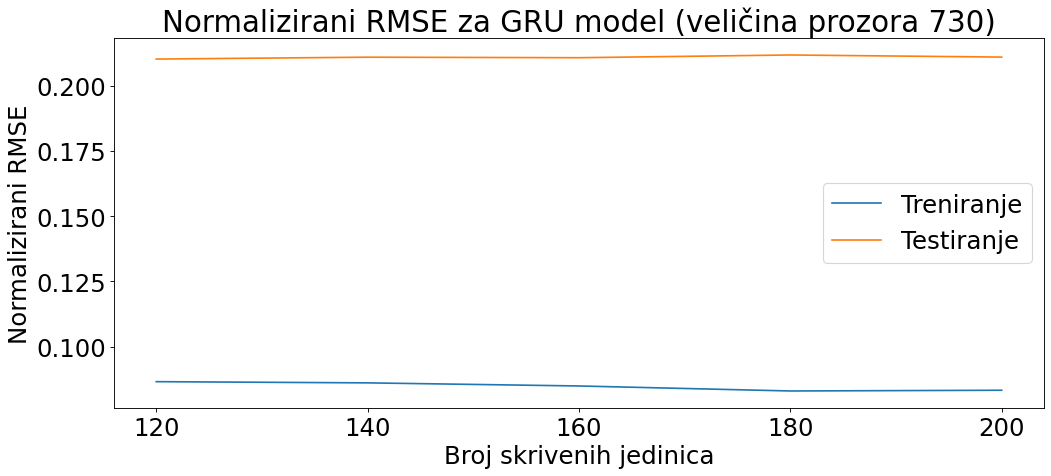 Normalizirani RMSE za GRU model (veličina prozora 730)
Normalizirani RMSE
0.200
0.175
0.150
0.125
0.100
Treniranje
Testiranje
120 140 160 180 200
Broj skrivenih jedinica